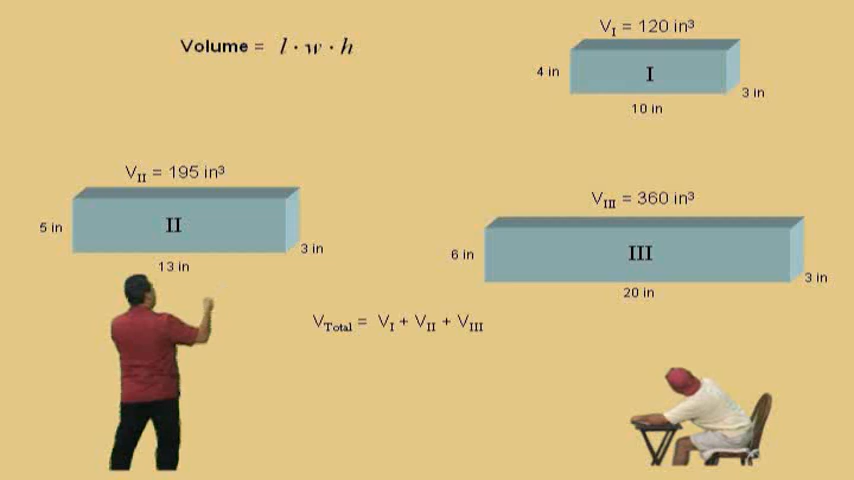 Volume = l · w · h
V_I = 120 in³
4 in
I
3 in
10 in
V_II = 195 in³
5 in
II
3 in
13 in
V_III = 360 in³
6 in
III
3 in
20 in
V_Total = V_I + V_II + V_III